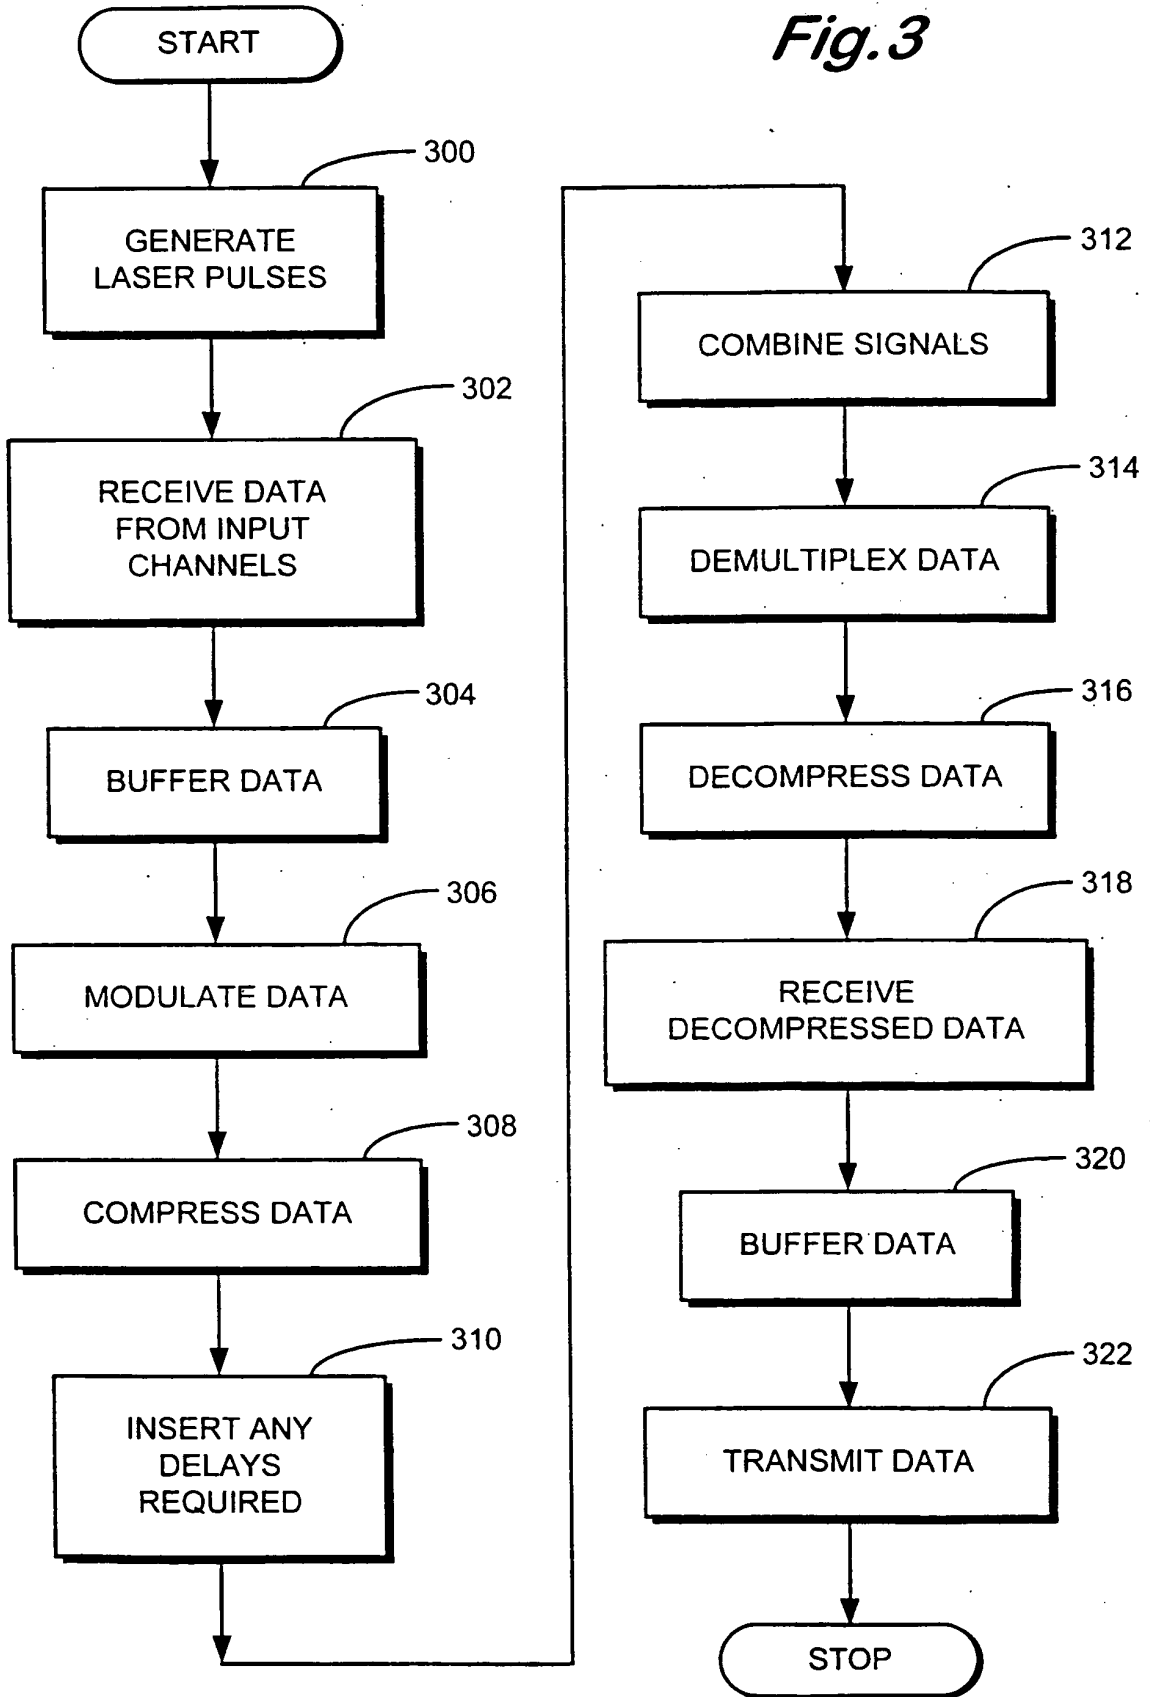 Fig.3
START
300
GENERATE
LASER PULSES
302
RECEIVE DATA
FROM INPUT
CHANNELS
304
BUFFER DATA
306
MODULATE DATA
308
COMPRESS DATA
310
INSERT ANY
DELAYS
REQUIRED
312
COMBINE SIGNALS
314
DEMULTIPLEX DATA
316
DECOMPRESS DATA
318
RECEIVE
DECOMPRESSED DATA
320
BUFFER DATA
322
TRANSMIT DATA
STOP